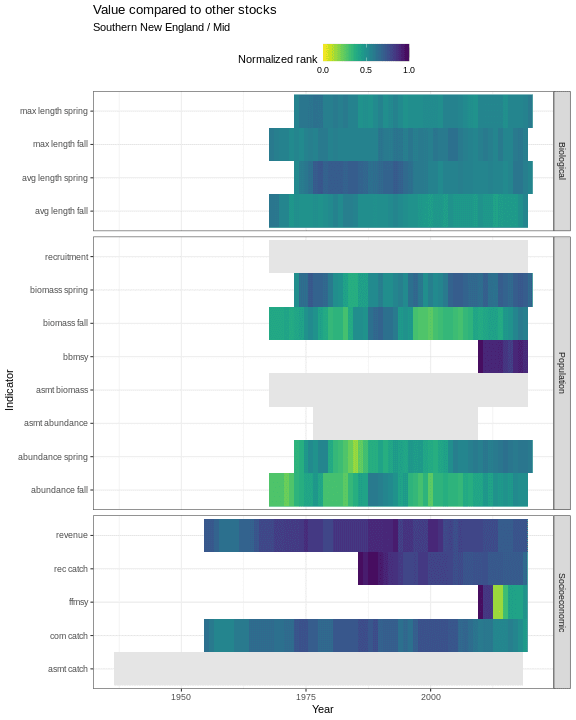 Value compared to other stocks
Southern New England / Mid
Normalized rank
0.0 0.5 1.0
max length spring
max length fall
avg length spring
avg length fall
Biological
recruitment
biomass spring
biomass fall
bbmsy
asmt biomass
asmt abundance
abundance spring
abundance fall
Population
revenue
rec catch
ffmsy
com catch
asmt catch
Socioeconomic
Indicator
1950 1975 2000
Year